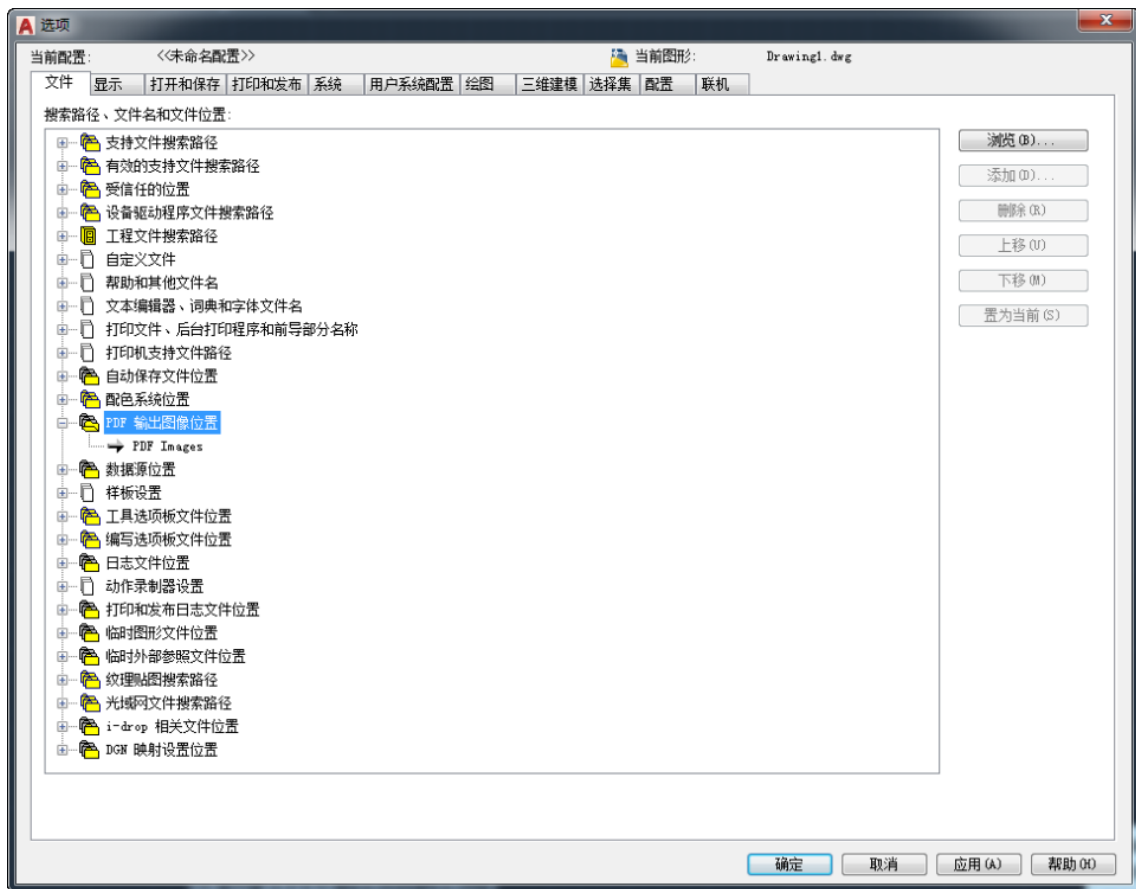 选项
当前配置: <<未命名配置>> 当前图形: Drawing1.dwg
文件 显示 打开和保存 打印和发布 系统 用户系统配置 绘图 三维建模 选择集 配置 联机
搜索路径、文件名和文件位置:
支持文件搜索路径
有效的支持文件搜索路径
受信任的位置
设备驱动程序文件搜索路径
工程文件搜索路径
自定义文件
帮助和其他文件名
文本编辑器、词典和字体文件名
打印文件、后台打印程序和前导部分名称
打印机支持文件路径
自动保存文件位置
配色系统位置
PDF 输出图像位置
PDF Images
数据源位置
样板设置
工具选项板文件位置
编写选项板文件位置
日志文件位置
动作录制器设置
打印和发布日志文件位置
临时图形文件位置
临时外部参照文件位置
纹理贴图搜索路径
光域网文件搜索路径
i-drop 相关文件位置
DGN 映射设置位置
浏览(B)...
添加(D)...
删除(R)
上移(U)
下移(M)
置为当前(S)
确定 取消 应用(A) 帮助(H)